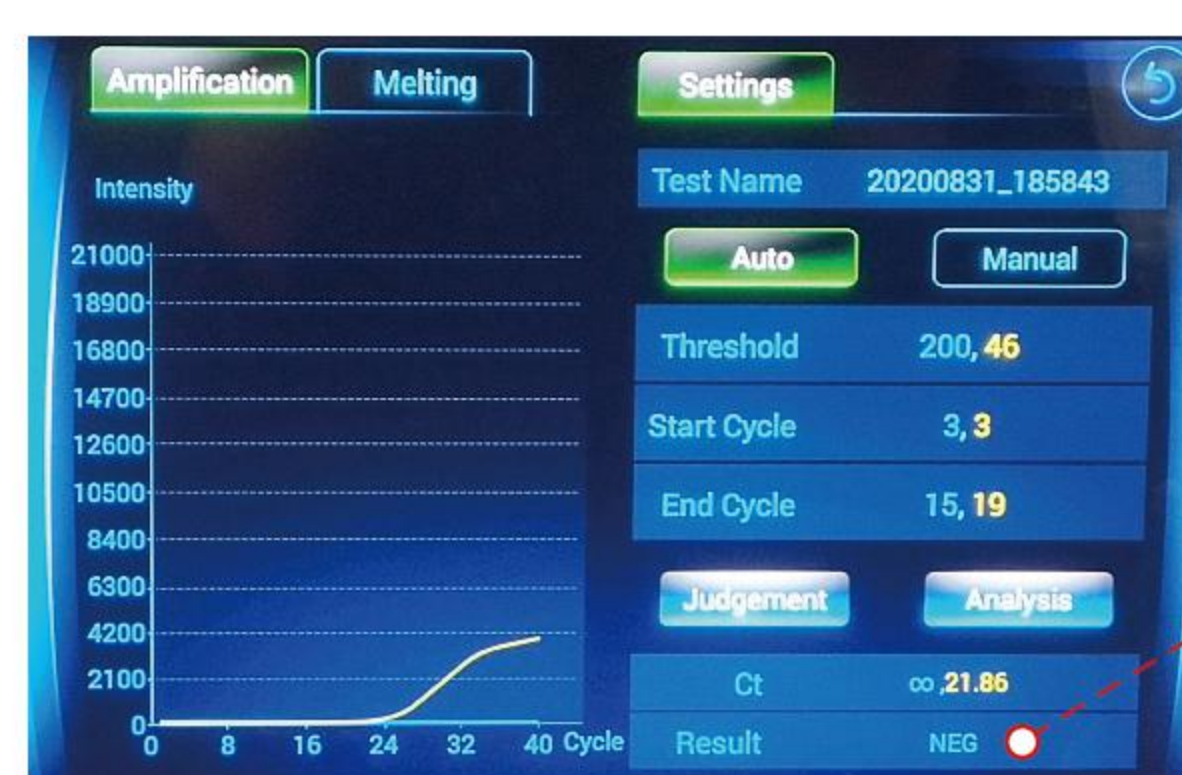 Amplification Melting Settings
Intensity
Test Name 20200831_185843
21000
18900
16800
14700
12600
10500
8400
6300
4200
2100
0
0 8 16 24 32 40 Cycle
Auto Manual
Threshold 200, 46
Start Cycle 3, 3
End Cycle 15, 19
Judgement Analysis
Ct ∞ ,21.86
Result NEG